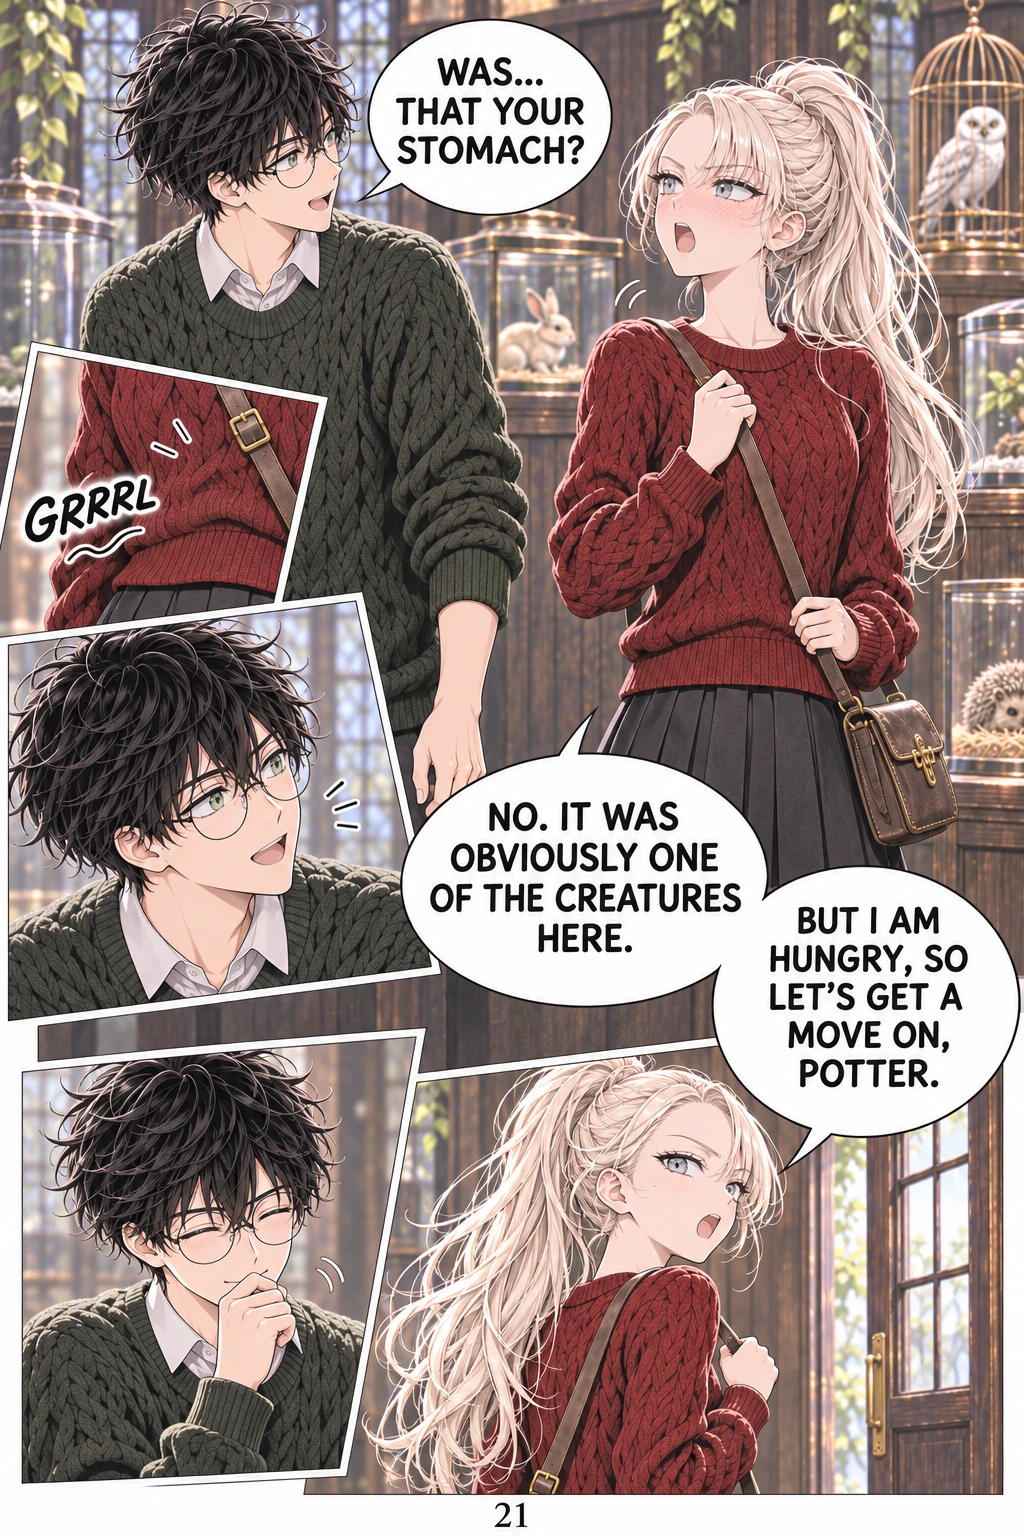 WAS...
THAT YOUR
STOMACH?
GRRRL
NO. IT WAS
OBVIOUSLY ONE
OF THE CREATURES
HERE.
BUT I AM
HUNGRY, SO
LET'S GET A
MOVE ON,
POTTER.
21